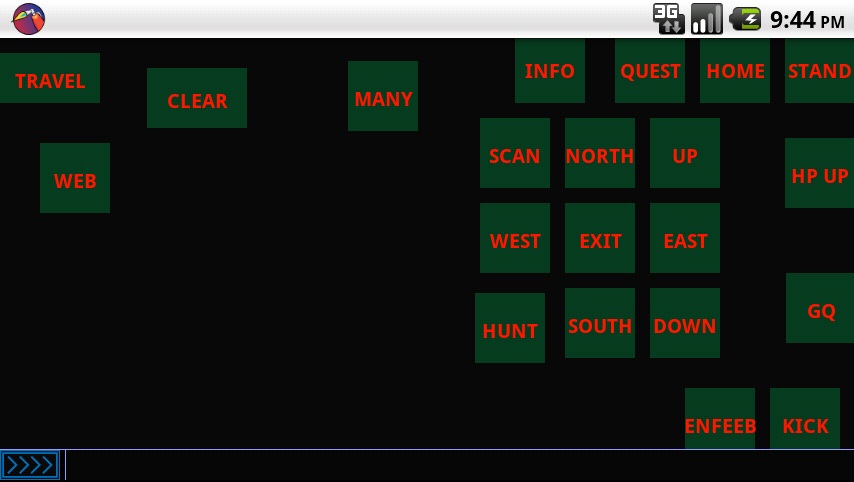 3G 9:44 PM
TRAVEL
CLEAR
MANY
INFO
QUEST
HOME
STAND
WEB
SCAN
NORTH
UP
HP UP
WEST
EXIT
EAST
HUNT
SOUTH
DOWN
GQ
ENFEEB
KICK